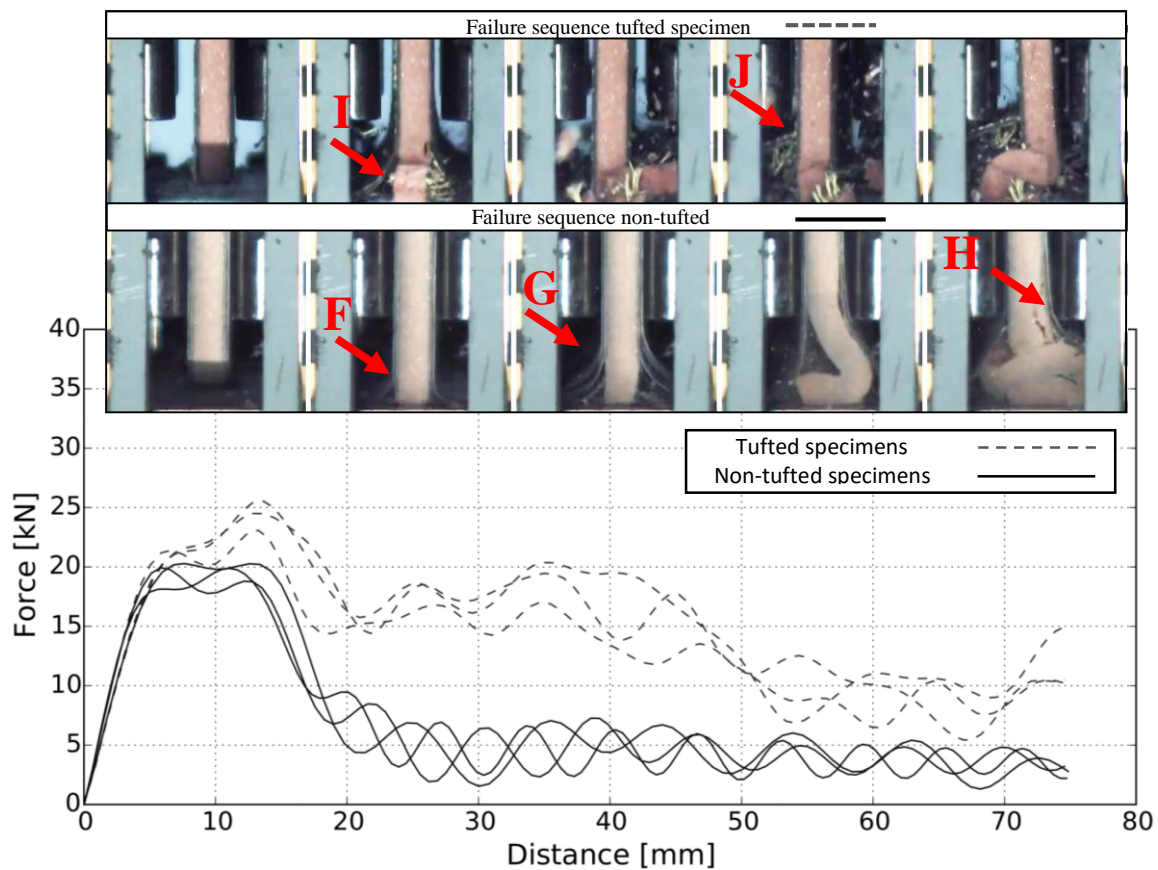 Failure sequence tufted specimen
I
J
Failure sequence non-tufted
F
G
H
Tufted specimens
Non-tufted specimens
40
35
30
25
20
15
10
5
0
Force [kN]
0 10 20 30 40 50 60 70 80
Distance [mm]